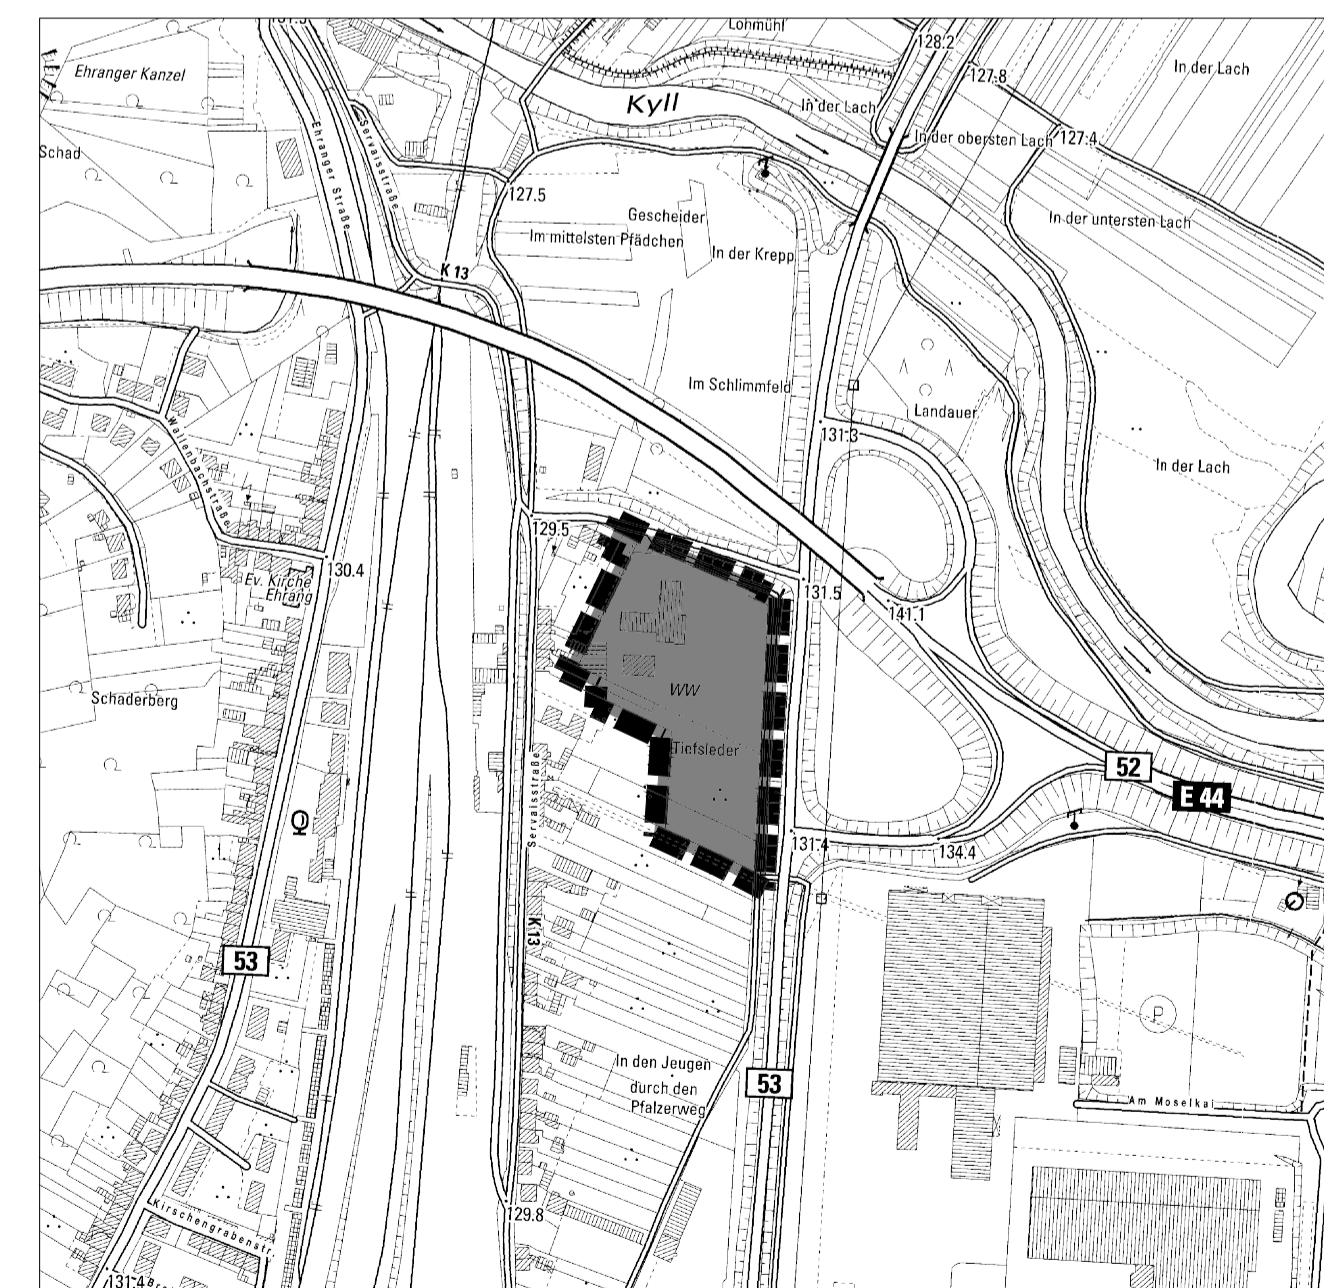 131.5
Lohmühl
128.2
Ehranger Kanzel
127.8
In der Lach
Kyll
In der Lach
In der obersten Lach
127.4
Schad
Ehranger Straße
Servaisstraße
127.5
Gescheider
In der untersten Lach
Im mittelsten Pfädchen
In der Krepp
K 13
Im Schlimmfeld
Landauer
131.3
Wallenbachstraße
In der Lach
129.5
130.4
Ev. Kirche
Ehrang
131.5
141.1
WW
Schaderberg
Tiefsleder
52
E 44
Servaisstraße
131.4
134.4
K13
53
P
In den Jeugen
durch den
Pfalzerweg
53
Am Moselkai
129.8
Kirschengrabenstr.
131.4